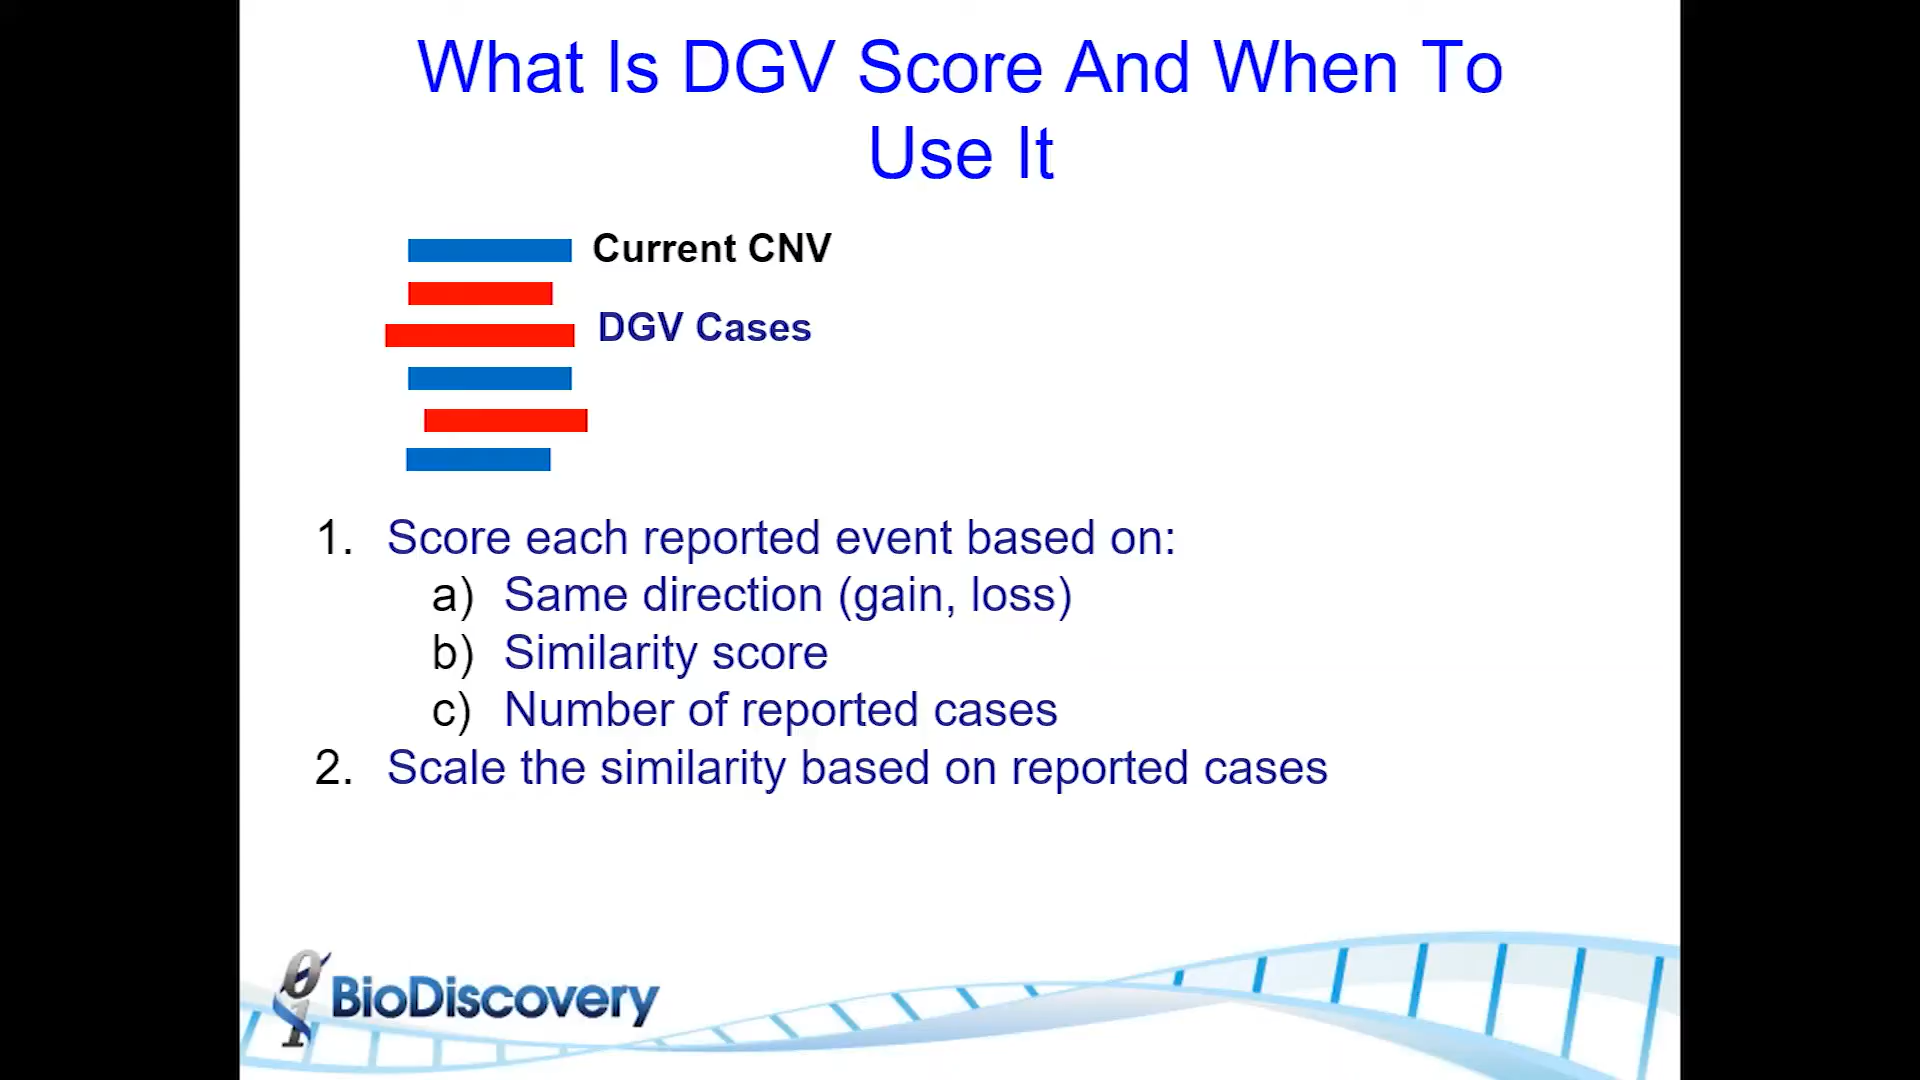 What Is DGV Score And When To
Use It
Current CNV
DGV Cases
1. Score each reported event based on:
a) Same direction (gain, loss)
b) Similarity score
c) Number of reported cases
2. Scale the similarity based on reported cases
01 BioDiscovery